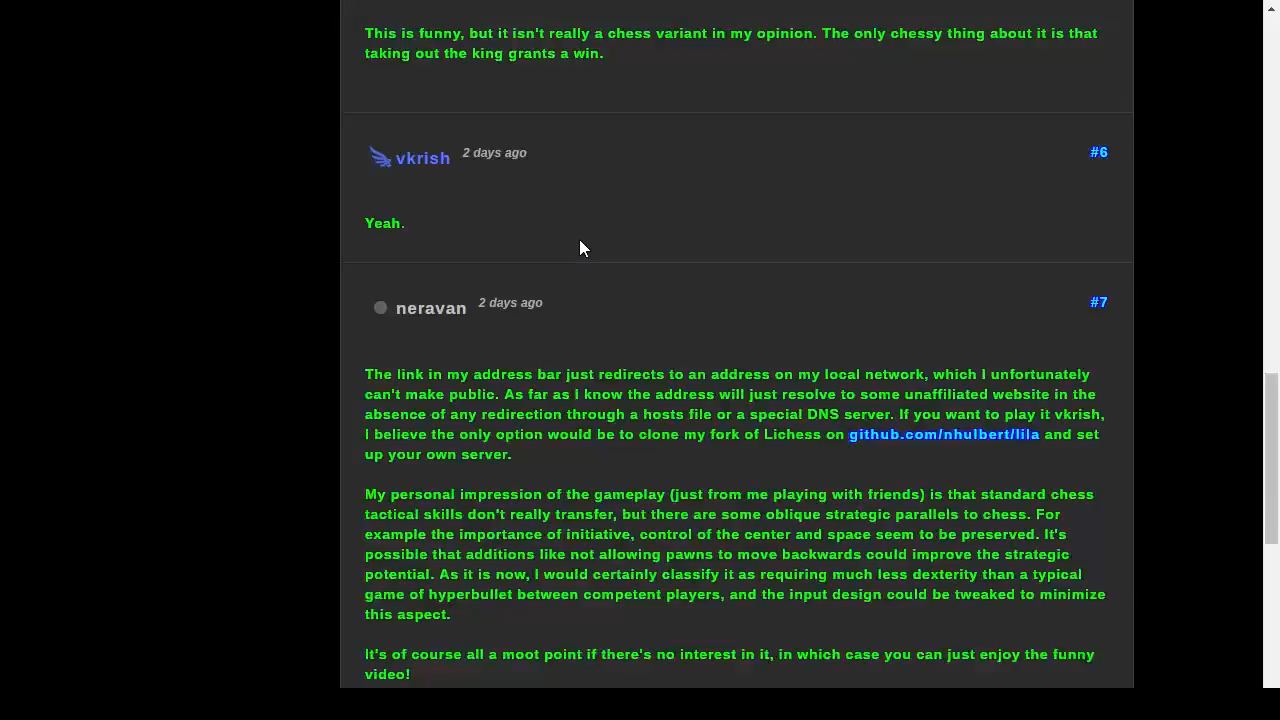 This is funny, but it isn't really a chess variant in my opinion. The only chessy thing about it is that
taking out the king grants a win.
vkrish 2 days ago #6
Yeah.
neravan 2 days ago #7
The link in my address bar just redirects to an address on my local network, which I unfortunately
can't make public. As far as I know the address will just resolve to some unaffiliated website in the
absence of any redirection through a hosts file or a special DNS server. If you want to play it vkrish,
I believe the only option would be to clone my fork of Lichess on github.com/nhulbert/lila and set
up your own server.
My personal impression of the gameplay (just from me playing with friends) is that standard chess
tactical skills don't really transfer, but there are some oblique strategic parallels to chess. For
example the importance of initiative, control of the center and space seem to be preserved. It's
possible that additions like not allowing pawns to move backwards could improve the strategic
potential. As it is now, I would certainly classify it as requiring much less dexterity than a typical
game of hyperbullet between competent players, and the input design could be tweaked to minimize
this aspect.
It's of course all a moot point if there's no interest in it, in which case you can just enjoy the funny
video!